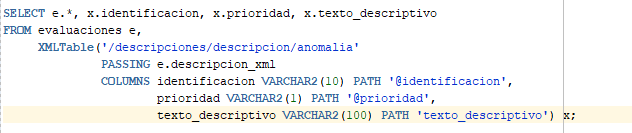 SELECT e.*, x.identificacion, x.prioridad, x.texto_descriptivo
FROM evaluaciones e,
     XMLTable('/descripciones/descripcion/anomalia'
              PASSING e.descripcion_xml
              COLUMNS identificacion VARCHAR2(10) PATH '@identificacion',
                      prioridad VARCHAR2(1) PATH '@prioridad',
                      texto_descriptivo VARCHAR2(100) PATH 'texto_descriptivo') x;